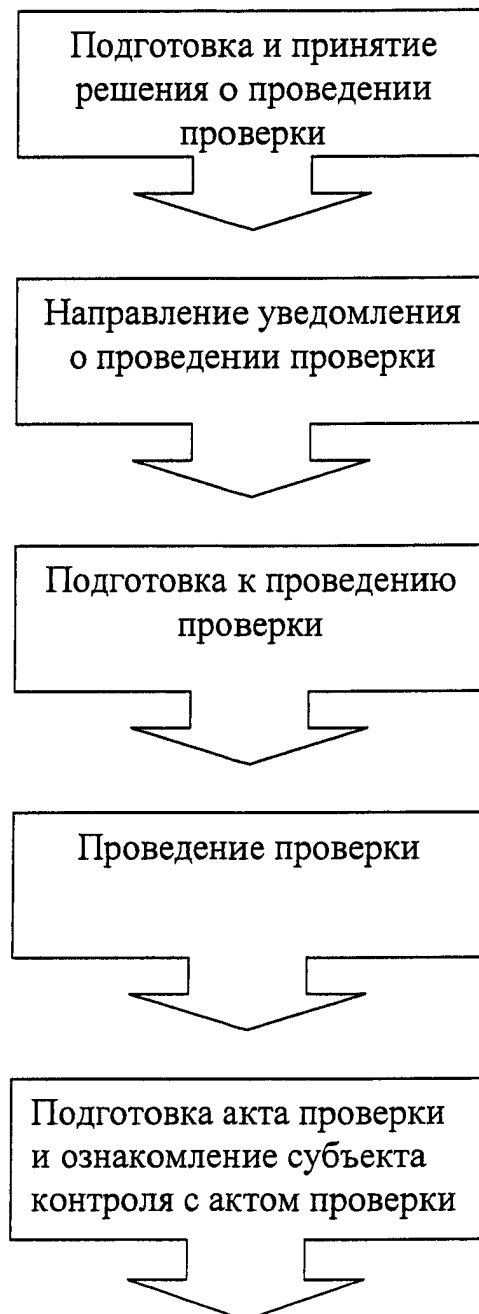 Подготовка и принятие
решения о проведении
проверки
Направление уведомления
о проведении проверки
Подготовка к проведению
проверки
Проведение проверки
Подготовка акта проверки
и ознакомление субъекта
контроля с актом проверки